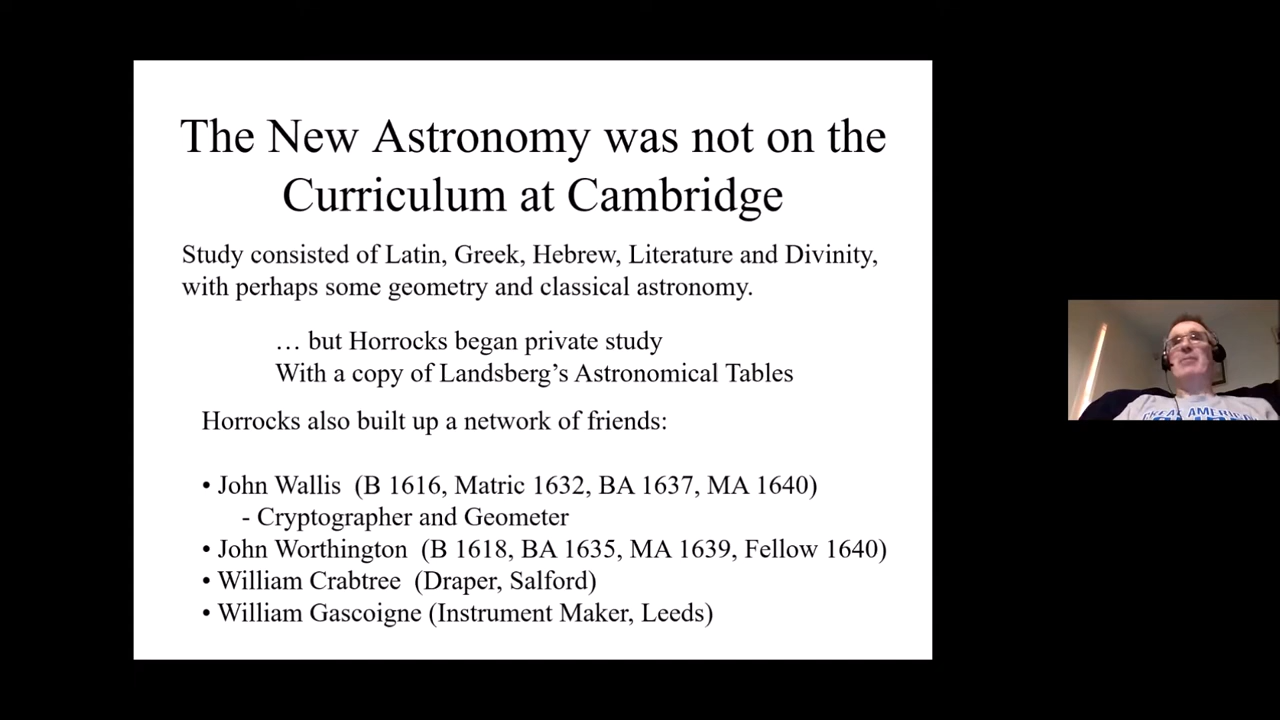 The New Astronomy was not on the
Curriculum at Cambridge
Study consisted of Latin, Greek, Hebrew, Literature and Divinity,
with perhaps some geometry and classical astronomy.
… but Horrocks began private study
With a copy of Landsberg’s Astronomical Tables
Horrocks also built up a network of friends:
• John Wallis (B 1616, Matric 1632, BA 1637, MA 1640)
- Cryptographer and Geometer
• John Worthington (B 1618, BA 1635, MA 1639, Fellow 1640)
• William Crabtree (Draper, Salford)
• William Gascoigne (Instrument Maker, Leeds)
GREAT AMERICAN